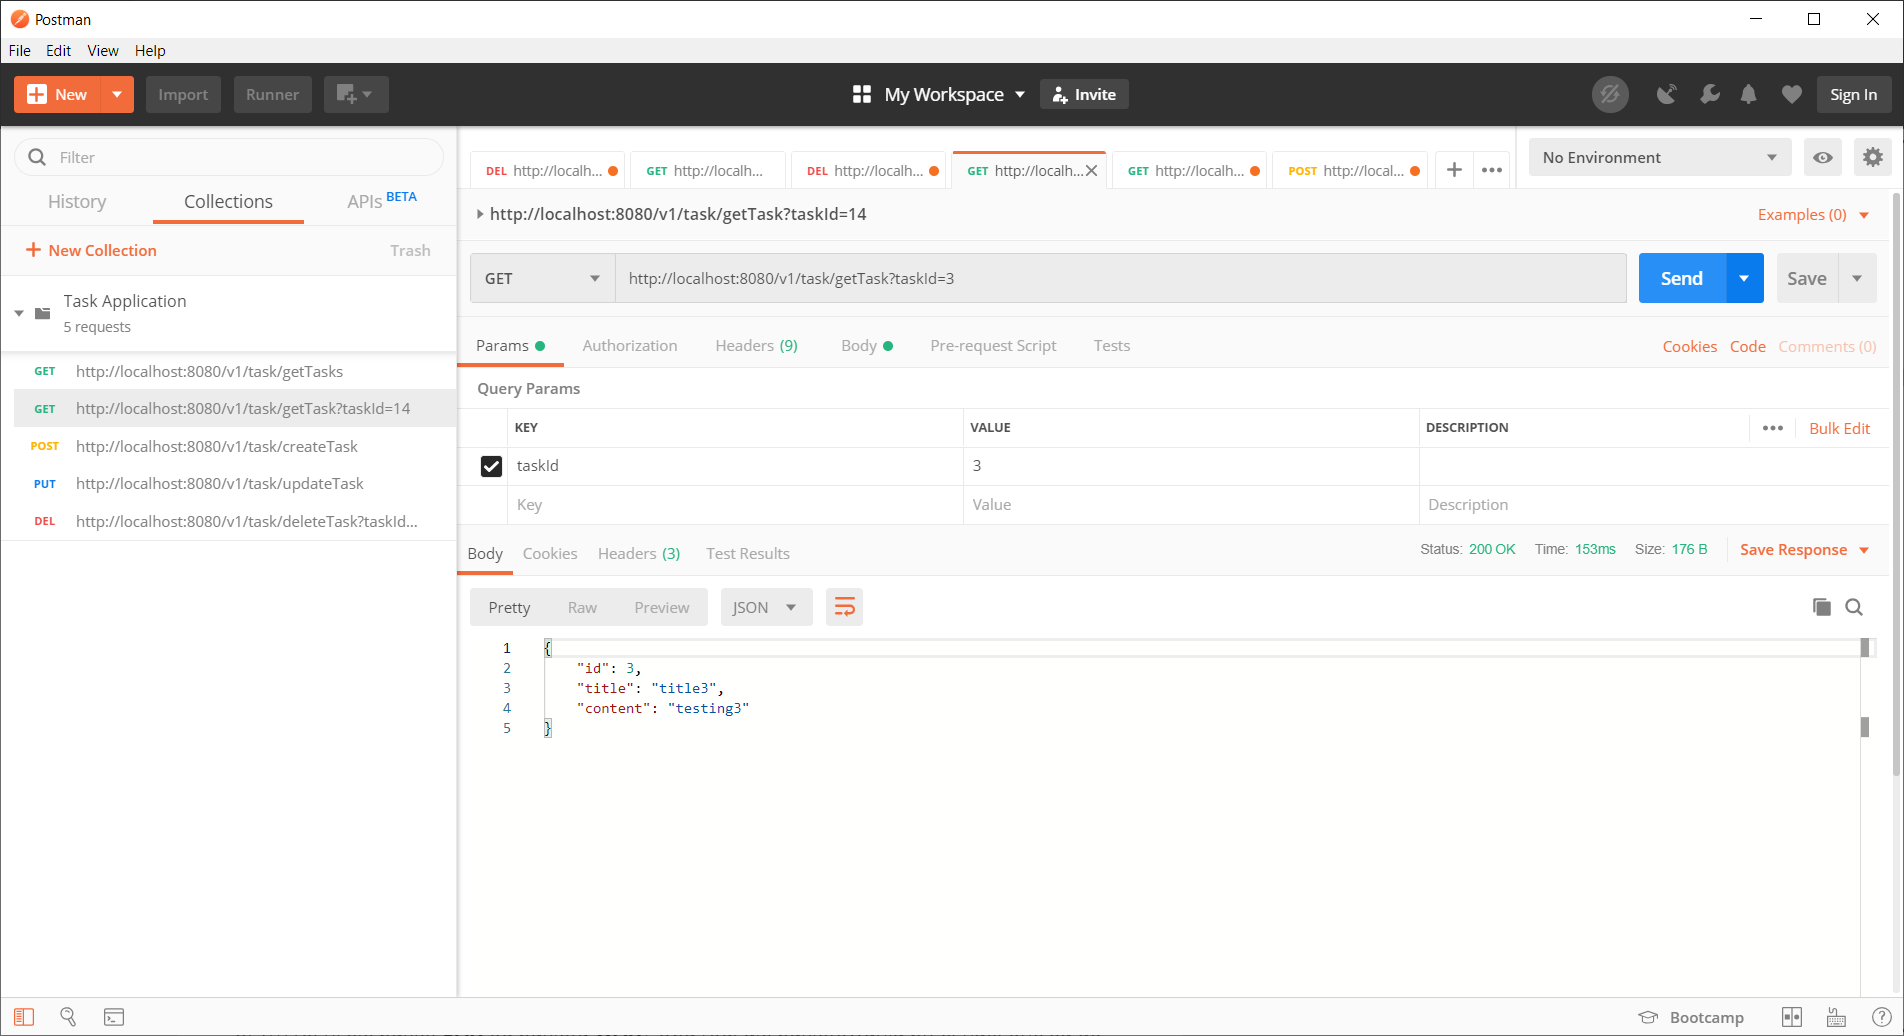 Postman
File Edit View Help
New Import Runner My Workspace Invite Sign In
Filter
History Collections APIs BETA
New Collection Trash
Task Application
5 requests
GET http://localhost:8080/v1/task/getTasks
GET http://localhost:8080/v1/task/getTask?taskId=14
POST http://localhost:8080/v1/task/createTask
PUT http://localhost:8080/v1/task/updateTask
DEL http://localhost:8080/v1/task/deleteTask?taskId...
DEL http://localh... GET http://localh... DEL http://localh... GET http://localh... GET http://localh... POST http://local... No Environment
http://localhost:8080/v1/task/getTask?taskId=14 Examples (0)
GET http://localhost:8080/v1/task/getTask?taskId=3 Send Save
Params Authorization Headers (9) Body Pre-request Script Tests Cookies Code Comments (0)
Query Params
KEY VALUE DESCRIPTION Bulk Edit
taskId 3
Key Value Description
Body Cookies Headers (3) Test Results Status: 200 OK Time: 153ms Size: 176 B Save Response
Pretty Raw Preview JSON
1 {
2 "id": 3,
3 "title": "title3",
4 "content": "testing3"
5 }
Bootcamp